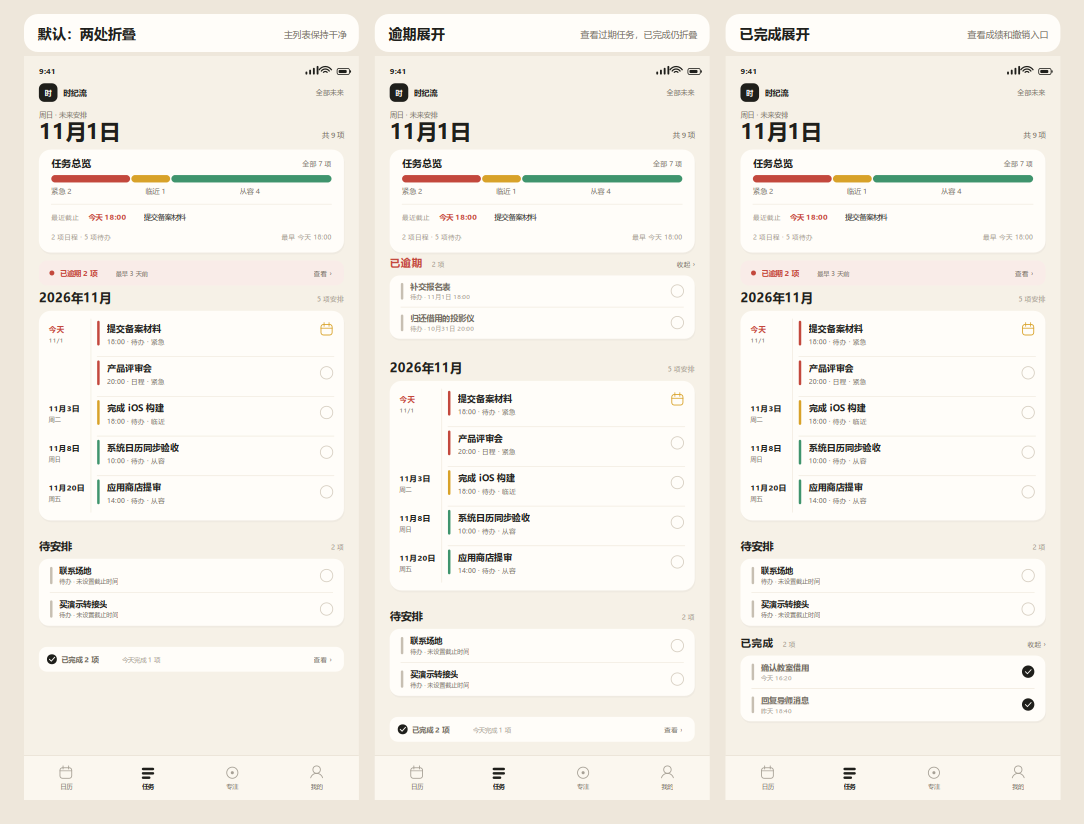 默认：两处折叠 主列表保持干净
9:41
时 时纪流 全部未来
周日 · 未来安排
11月1日 共 9 项
任务总览 全部 7 项
紧急 2 临近 1 从容 4
最近截止 今天 18:00 提交备案材料
2 项日程 · 5 项待办 最早 今天 18:00
已逾期 2 项 最早 3 天前 查看 ›
2026年11月 5 项安排
今天 提交备案材料
11/1 18:00 · 待办 · 紧急
产品评审会
20:00 · 日程 · 紧急
11月3日 完成 iOS 构建
周二 18:00 · 待办 · 临近
11月8日 系统日历同步验收
周日 10:00 · 待办 · 从容
11月20日 应用商店提审
周五 14:00 · 待办 · 从容
待安排 2 项
联系场地
待办 · 未设置截止时间
买演示转接头
待办 · 未设置截止时间
已完成 2 项 今天完成 1 项 查看 ›
日历 任务 专注 我的
逾期展开 查看过期任务，已完成仍折叠
9:41
时 时纪流 全部未来
周日 · 未来安排
11月1日 共 9 项
任务总览 全部 7 项
紧急 2 临近 1 从容 4
最近截止 今天 18:00 提交备案材料
2 项日程 · 5 项待办 最早 今天 18:00
已逾期 2 项 收起 ›
补交报名表
待办 · 11月1日 18:00
归还借用的投影仪
待办 · 10月31日 20:00
2026年11月 5 项安排
今天 提交备案材料
11/1 18:00 · 待办 · 紧急
产品评审会
20:00 · 日程 · 紧急
11月3日 完成 iOS 构建
周二 18:00 · 待办 · 临近
11月8日 系统日历同步验收
周日 10:00 · 待办 · 从容
11月20日 应用商店提审
周五 14:00 · 待办 · 从容
待安排 2 项
联系场地
待办 · 未设置截止时间
买演示转接头
待办 · 未设置截止时间
已完成 2 项 今天完成 1 项 查看 ›
日历 任务 专注 我的
已完成展开 查看成绩和撤销入口
9:41
时 时纪流 全部未来
周日 · 未来安排
11月1日 共 9 项
任务总览 全部 7 项
紧急 2 临近 1 从容 4
最近截止 今天 18:00 提交备案材料
2 项日程 · 5 项待办 最早 今天 18:00
已逾期 2 项 最早 3 天前 查看 ›
2026年11月 5 项安排
今天 提交备案材料
11/1 18:00 · 待办 · 紧急
产品评审会
20:00 · 日程 · 紧急
11月3日 完成 iOS 构建
周二 18:00 · 待办 · 临近
11月8日 系统日历同步验收
周日 10:00 · 待办 · 从容
11月20日 应用商店提审
周五 14:00 · 待办 · 从容
待安排 2 项
联系场地
待办 · 未设置截止时间
买演示转接头
待办 · 未设置截止时间
已完成 2 项 收起 ›
确认教室借用
今天 16:20
回复导师消息
昨天 18:40
日历 任务 专注 我的